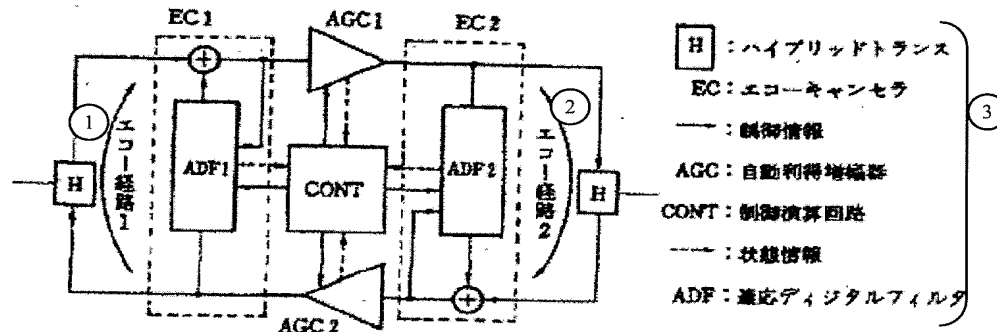 EC1
AGC1
EC2
①
エコー経路1
H
ADF1
CONT
ADF2
②
エコー経路2
H
AGC2
H：ハイブリッドトランス
EC：エコーキャンセラ
：制御情報
AGC：自動利得増幅器
CONT：制御演算回路
：状態情報
ADF：適応ディジタルフィルタ
③